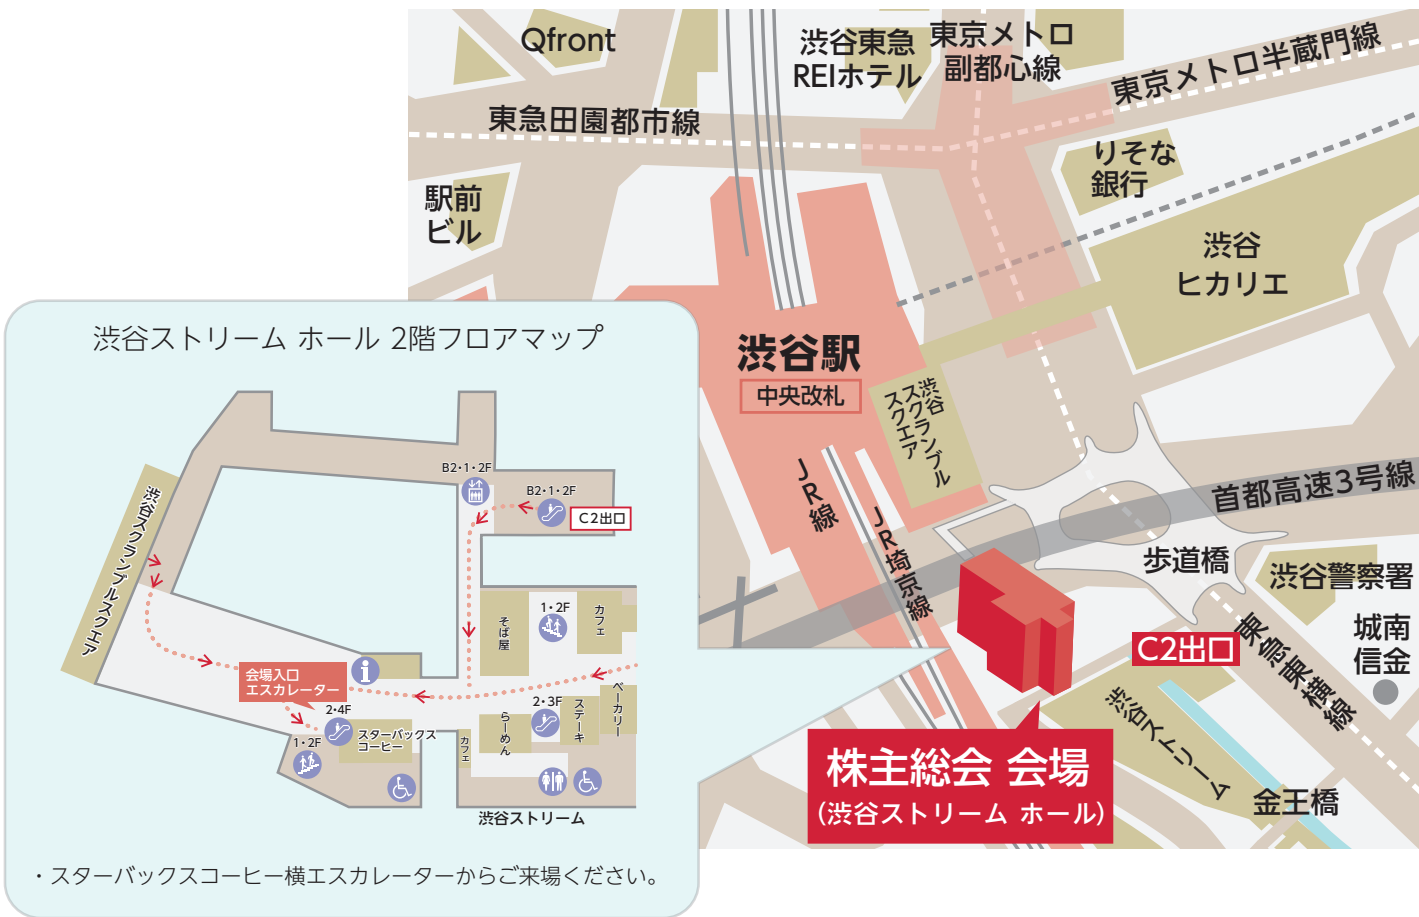 Qfront
渋谷東急
REIホテル
東京メトロ
副都心線
東京メトロ半蔵門線
東急田園都市線
りそな
銀行
駅前
ビル
渋谷
ヒカリエ
渋谷駅
中央改札
渋谷
スクランブル
スクエア
JR線
JR埼京線
首都高速3号線
歩道橋
渋谷警察署
城南
信金
C2出口
東急東横線
渋谷ストリーム
金王橋
株主総会 会場
(渋谷ストリーム ホール)
渋谷ストリーム ホール 2階フロアマップ
B2・1・2F
B2・1・2F
C2出口
渋谷スクランブルスクエア
そば屋
1・2F
カフェ
会場入口
エスカレーター
i
2・4F
スターバックス
コーヒー
1・2F
カフェ
らーめん
2・3F
ステーキ
ベーカリー
渋谷ストリーム
・スターバックスコーヒー横エスカレーターからご来場ください。